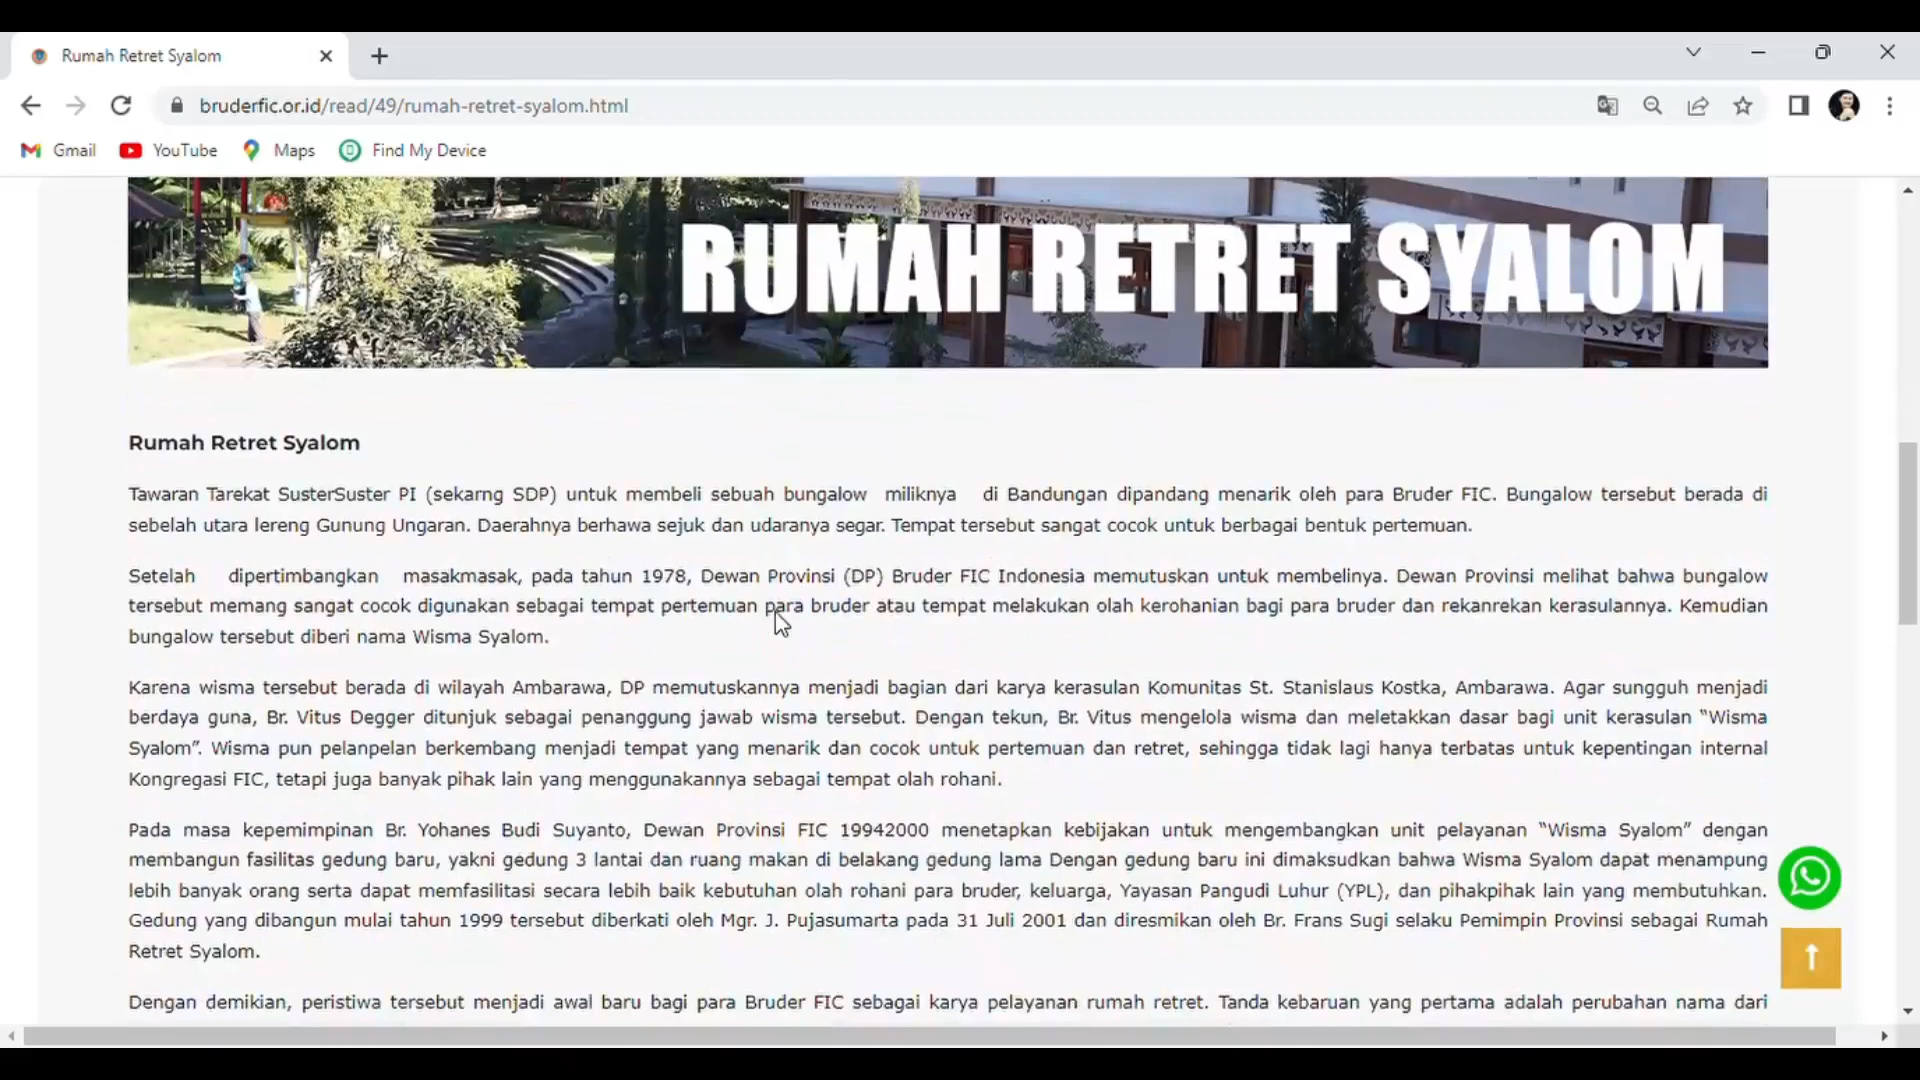 Rumah Retret Syalom
bruderfic.or.id/read/49/rumah-retret-syalom.html
Gmail
YouTube
Maps
Find My Device
RUMAH RETRET SYALOM
Rumah Retret Syalom
Tawaran Tarekat SusterSuster PI (sekarng SDP) untuk membeli sebuah bungalow miliknya di Bandungan dipandang menarik oleh para Bruder FIC. Bungalow tersebut berada di
sebelah utara lereng Gunung Ungaran. Daerahnya berhawa sejuk dan udaranya segar. Tempat tersebut sangat cocok untuk berbagai bentuk pertemuan.
Setelah dipertimbangkan masakmasak, pada tahun 1978, Dewan Provinsi (DP) Bruder FIC Indonesia memutuskan untuk membelinya. Dewan Provinsi melihat bahwa bungalow
tersebut memang sangat cocok digunakan sebagai tempat pertemuan para bruder atau tempat melakukan olah kerohanian bagi para bruder dan rekanrekan kerasulannya. Kemudian
bungalow tersebut diberi nama Wisma Syalom.
Karena wisma tersebut berada di wilayah Ambarawa, DP memutuskannya menjadi bagian dari karya kerasulan Komunitas St. Stanislaus Kostka, Ambarawa. Agar sungguh menjadi
berdaya guna, Br. Vitus Degger ditunjuk sebagai penanggung jawab wisma tersebut. Dengan tekun, Br. Vitus mengelola wisma dan meletakkan dasar bagi unit kerasulan “Wisma
Syalom”. Wisma pun pelanpelan berkembang menjadi tempat yang menarik dan cocok untuk pertemuan dan retret, sehingga tidak lagi hanya terbatas untuk kepentingan internal
Kongregasi FIC, tetapi juga banyak pihak lain yang menggunakannya sebagai tempat olah rohani.
Pada masa kepemimpinan Br. Yohanes Budi Suyanto, Dewan Provinsi FIC 19942000 menetapkan kebijakan untuk mengembangkan unit pelayanan “Wisma Syalom” dengan
membangun fasilitas gedung baru, yakni gedung 3 lantai dan ruang makan di belakang gedung lama Dengan gedung baru ini dimaksudkan bahwa Wisma Syalom dapat menampung
lebih banyak orang serta dapat memfasilitasi secara lebih baik kebutuhan olah rohani para bruder, keluarga, Yayasan Pangudi Luhur (YPL), dan pihakpihak lain yang membutuhkan.
Gedung yang dibangun mulai tahun 1999 tersebut diberkati oleh Mgr. J. Pujasumarta pada 31 Juli 2001 dan diresmikan oleh Br. Frans Sugi selaku Pemimpin Provinsi sebagai Rumah
Retret Syalom.
Dengan demikian, peristiwa tersebut menjadi awal baru bagi para Bruder FIC sebagai karya pelayanan rumah retret. Tanda kebaruan yang pertama adalah perubahan nama dari